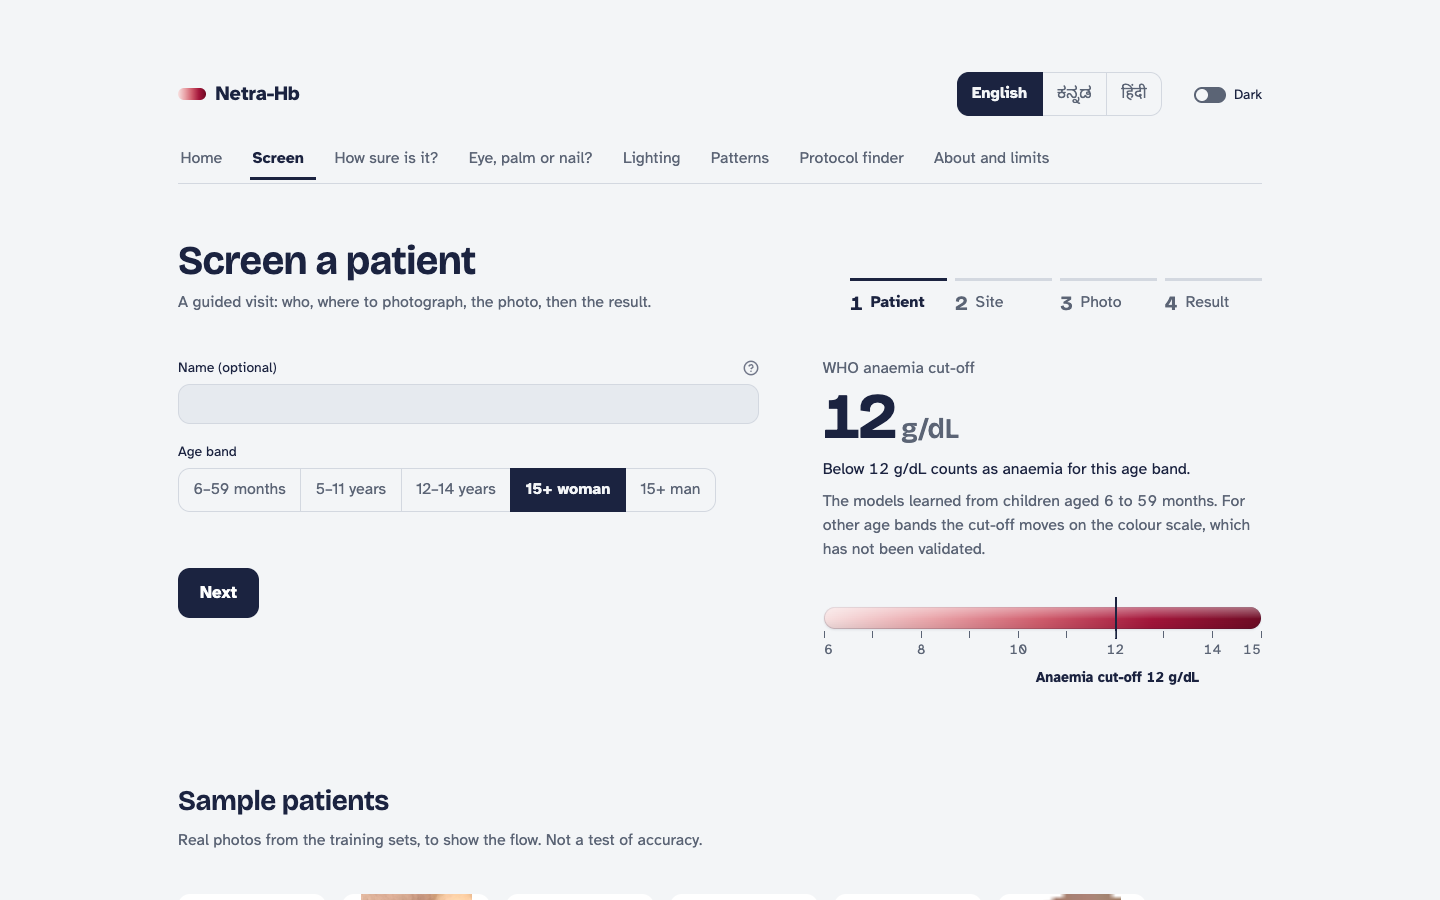 Netra-Hb
English
ಕನ್ನಡ
हिंदी
Dark
Home
Screen
How sure is it?
Eye, palm or nail?
Lighting
Patterns
Protocol finder
About and limits
Screen a patient
A guided visit: who, where to photograph, the photo, then the result.
1 Patient
2 Site
3 Photo
4 Result
Name (optional)
?
Age band
6–59 months
5–11 years
12–14 years
15+ woman
15+ man
Next
WHO anaemia cut-off
12 g/dL
Below 12 g/dL counts as anaemia for this age band.
The models learned from children aged 6 to 59 months. For
other age bands the cut-off moves on the colour scale, which
has not been validated.
6 8 10 12 14 15
Anaemia cut-off 12 g/dL
Sample patients
Real photos from the training sets, to show the flow. Not a test of accuracy.